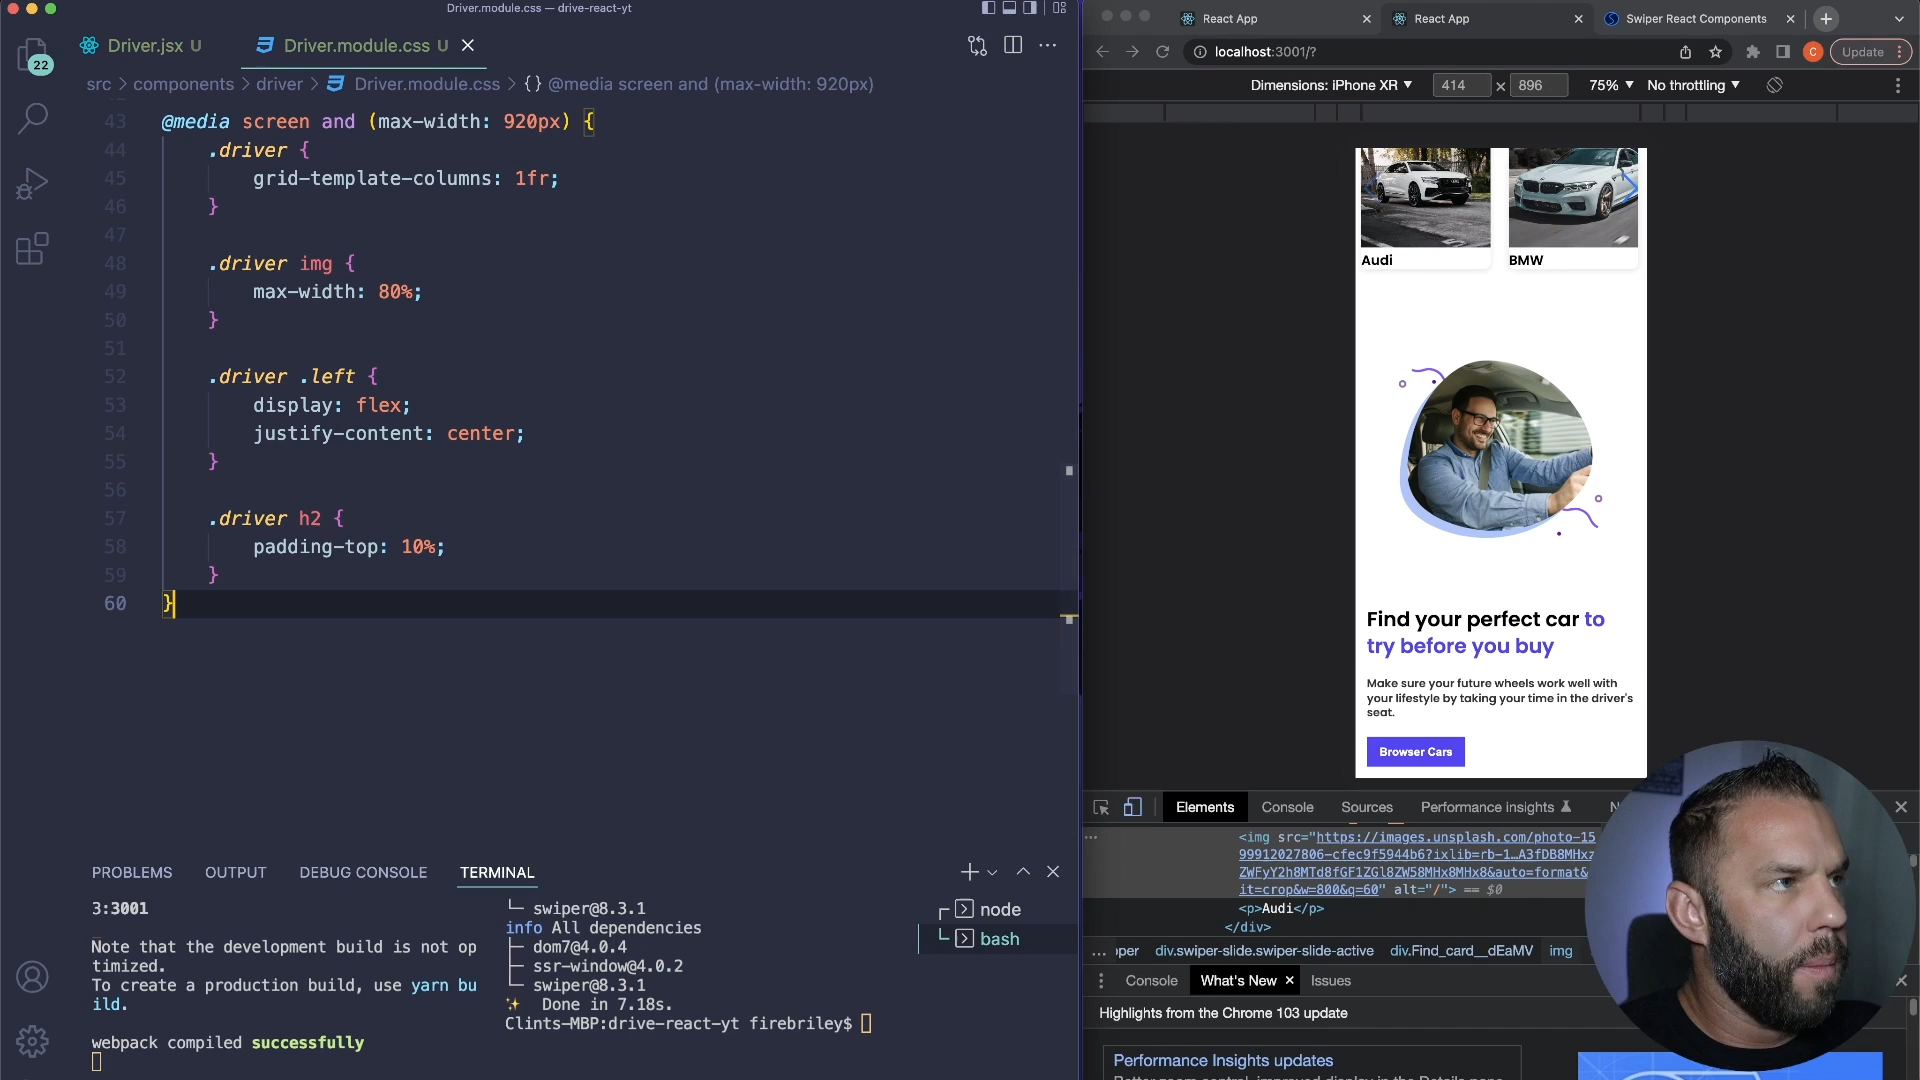 Driver.module.css — drive-react-yt
22
Driver.jsx U
Driver.module.css U
src > components > driver > Driver.module.css > {} @media screen and (max-width: 920px)
43 @media screen and (max-width: 920px) {
44 .driver {
45 grid-template-columns: 1fr;
46 }
47
48 .driver img {
49 max-width: 80%;
50 }
51
52 .driver .left {
53 display: flex;
54 justify-content: center;
55 }
56
57 .driver h2 {
58 padding-top: 10%;
59 }
60 }
PROBLEMS OUTPUT DEBUG CONSOLE TERMINAL
3:3001
Note that the development build is not op
timized.
To create a production build, use yarn bu
ild.
webpack compiled successfully
└─ swiper@8.3.1
info All dependencies
├─ dom7@4.0.4
├─ ssr-window@4.0.2
└─ swiper@8.3.1
✨ Done in 7.18s.
Clints-MBP:drive-react-yt firebriley$
node
bash
React App
React App
Swiper React Components
localhost:3001/?
C
Update
Dimensions: iPhone XR 414 × 896 75% No throttling
Audi
BMW
Find your perfect car to
try before you buy
Make sure your future wheels work well with
your lifestyle by taking your time in the driver's
seat.
Browser Cars
Elements Console Sources Performance insights
<img src="https://images.unsplash.com/photo-15
99912027806-cfec9f5944b6?ixlib=rb-1…A3fDB8MHxz
ZWFyY2h8MTd8fGF1ZGl8ZW58MHx8MHx8&auto=format&
it=crop&w=800&q=60" alt="/"> == $0
<p>Audi</p>
</div>
... oper div.swiper-slide.swiper-slide-active div.Find_card__dEaMV img
Console What's New Issues
Highlights from the Chrome 103 update
Performance Insights updates